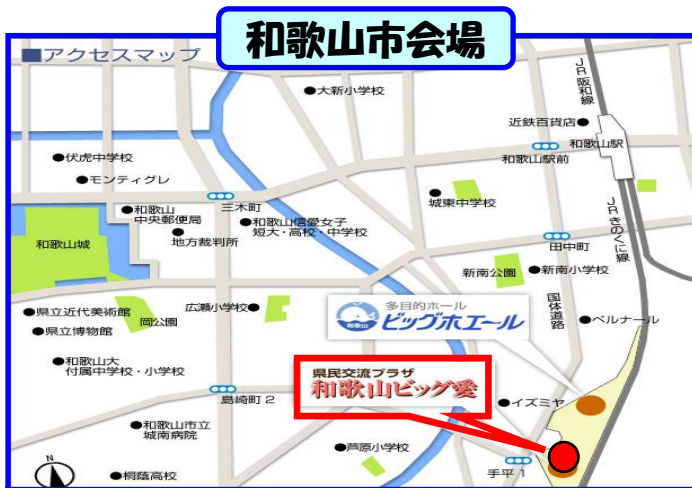 和歌山市会場
■アクセスマップ
JR阪和線
●大新小学校
近鉄百貨店●
和歌山駅
和歌山駅前
●伏虎中学校
●モンティグレ
三木町
●和歌山
中央郵便局
●和歌山信愛女子
短大・高校・中学校
●
城東中学校
JRきのくに線
和歌山城
●
地方裁判所
田中町
新南公園
●新南小学校
国体道路
●県立近代美術館
岡公園
広瀬小学校●
多目的ホール
和歌山
ビッグホエール
●ベルナール
●県立博物館
●和歌山大
付属中学校・小学校
県民交流プラザ
和歌山ビッグ愛
島崎町2
●イズミヤ
●和歌山市立
城南病院
●芦原小学校
手平1
N
●桐蔭高校